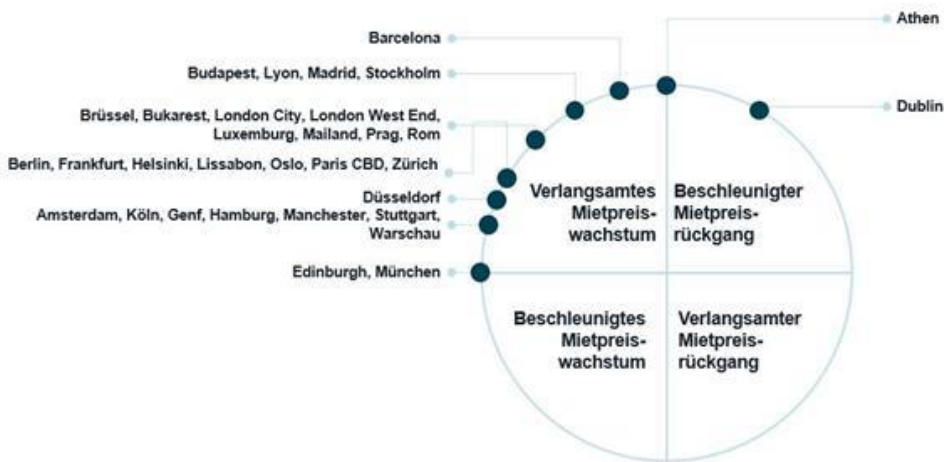 Athen
Barcelona
Budapest, Lyon, Madrid, Stockholm
Dublin
Brüssel, Bukarest, London City, London West End,
Luxemburg, Mailand, Prag, Rom
Berlin, Frankfurt, Helsinki, Lissabon, Oslo, Paris CBD, Zürich
Düsseldorf
Amsterdam, Köln, Genf, Hamburg, Manchester, Stuttgart,
Warschau
Edinburgh, München
Verlangsamtes
Mietpreis-
wachstum
Beschleunigter
Mietpreis-
rückgang
Beschleunigtes
Mietpreis-
wachstum
Verlangsamter
Mietpreis-
rückgang